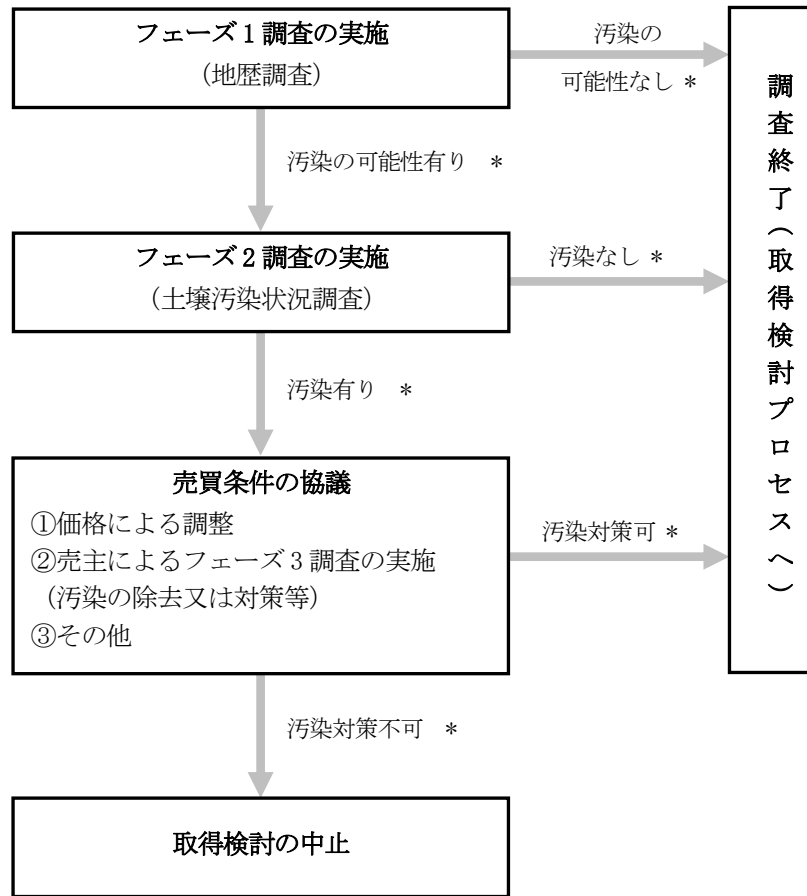 フェーズ1調査の実施
（地歴調査）
汚染の
可能性なし *
汚染の可能性有り *
フェーズ2調査の実施
（土壌汚染状況調査）
汚染なし *
汚染有り *
売買条件の協議
①価格による調整
②売主によるフェーズ3調査の実施
（汚染の除去又は対策等）
③その他
汚染対策可 *
汚染対策不可 *
取得検討の中止
調査終了（取得検討プロセスへ）